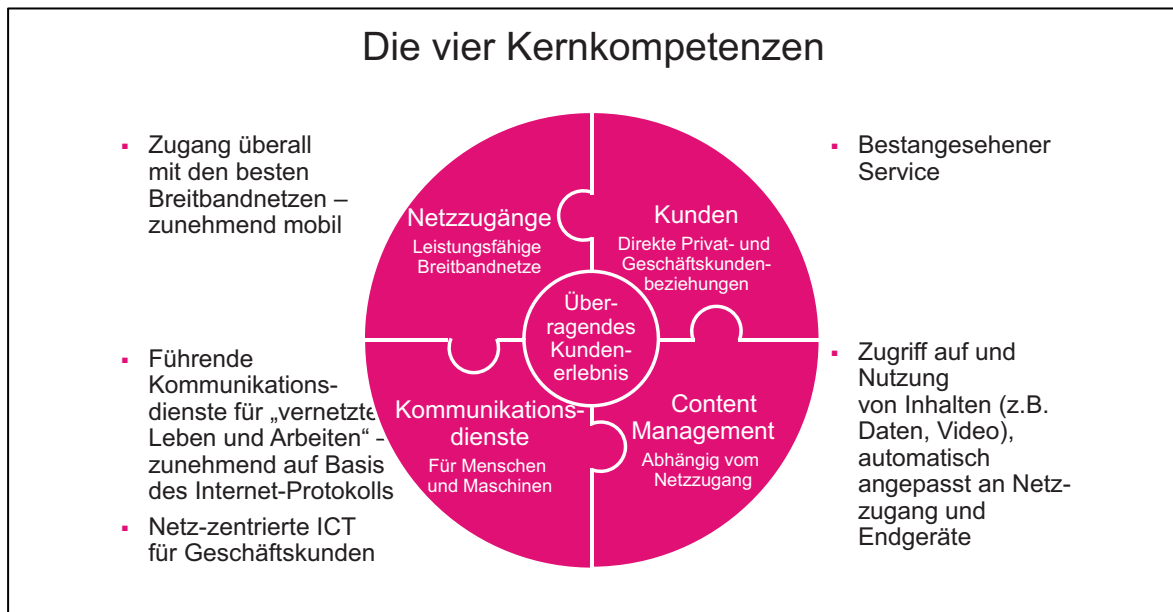 Die vier Kernkompetenzen
▪ Zugang überall
mit den besten
Breitbandnetzen –
zunehmend mobil
Netzzugänge
Leistungsfähige
Breitbandnetze
Kunden
Direkte Privat- und
Geschäftskunden-
beziehungen
▪ Bestangesehener
Service
Über-
ragendes
Kunden-
erlebnis
▪ Führende
Kommunikations-
dienste für „vernetzte
Leben und Arbeiten“ -
zunehmend auf Basis
des Internet-Protokolls
▪ Netz-zentrierte ICT
für Geschäftskunden
Kommunikations-
dienste
Für Menschen
und Maschinen
Content
Management
Abhängig vom
Netzzugang
▪ Zugriff auf und
Nutzung
von Inhalten (z.B.
Daten, Video),
automatisch
angepasst an Netz-
zugang und
Endgeräte